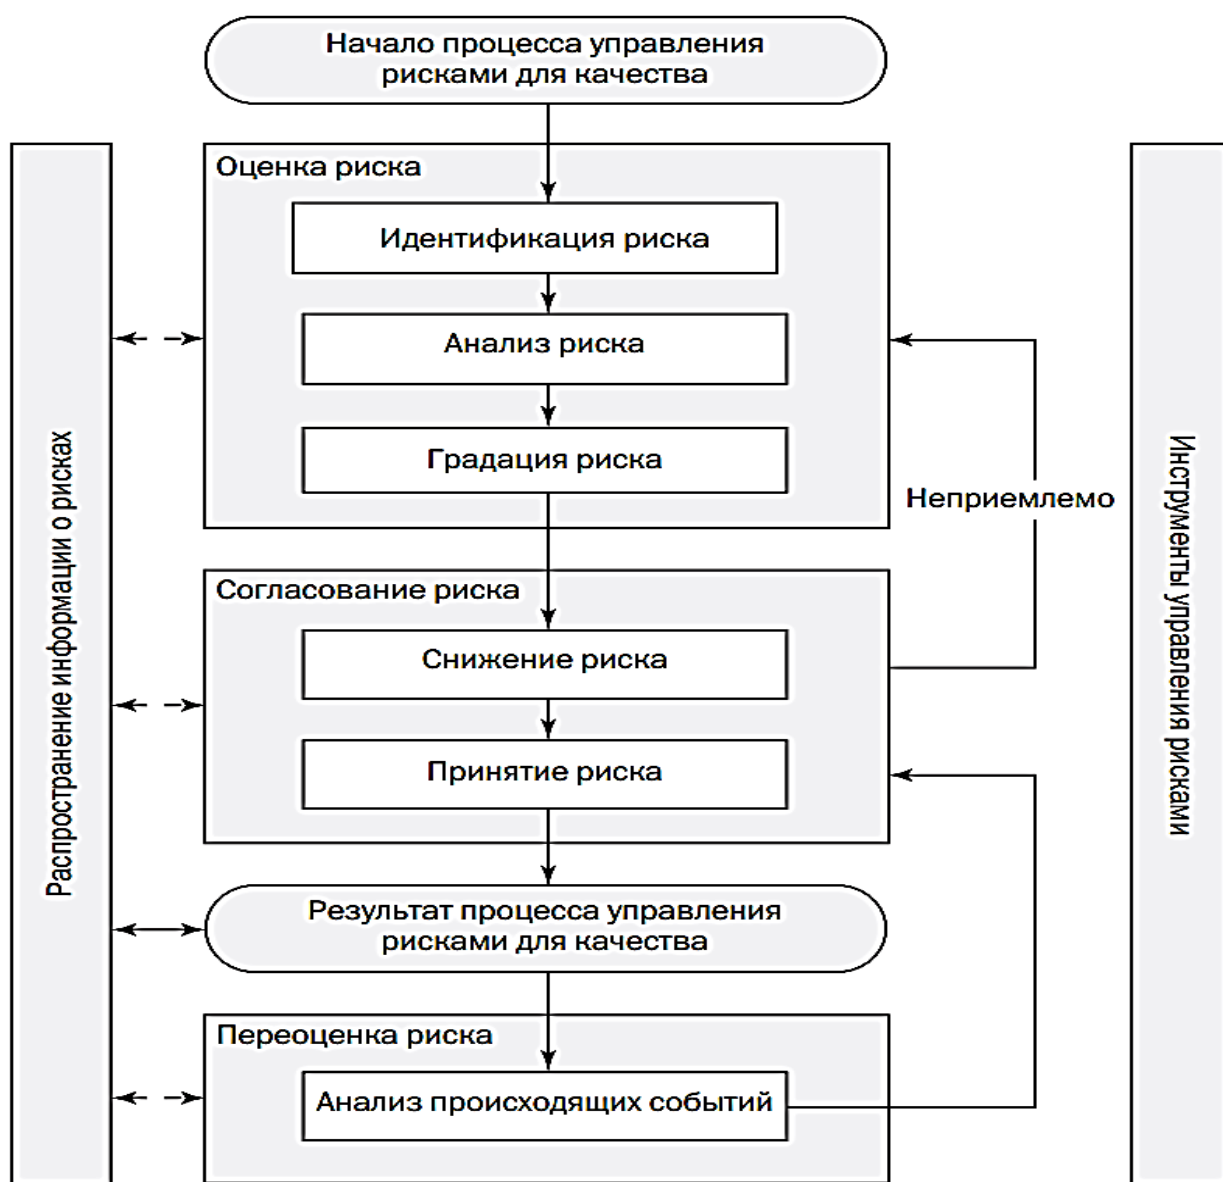 Начало процесса управления
рисками для качества
Оценка риска
Идентификация риска
Анализ риска
Градация риска
Неприемлемо
Согласование риска
Снижение риска
Принятие риска
Результат процесса управления
рисками для качества
Переоценка риска
Анализ происходящих событий
Распространение информации о рисках
Инструменты управления рисками